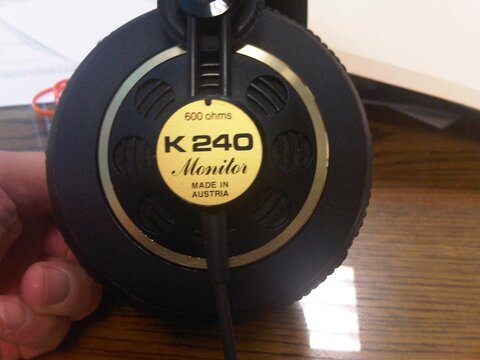 600 ohms
K 240
Monitor
MADE IN
AUSTRIA